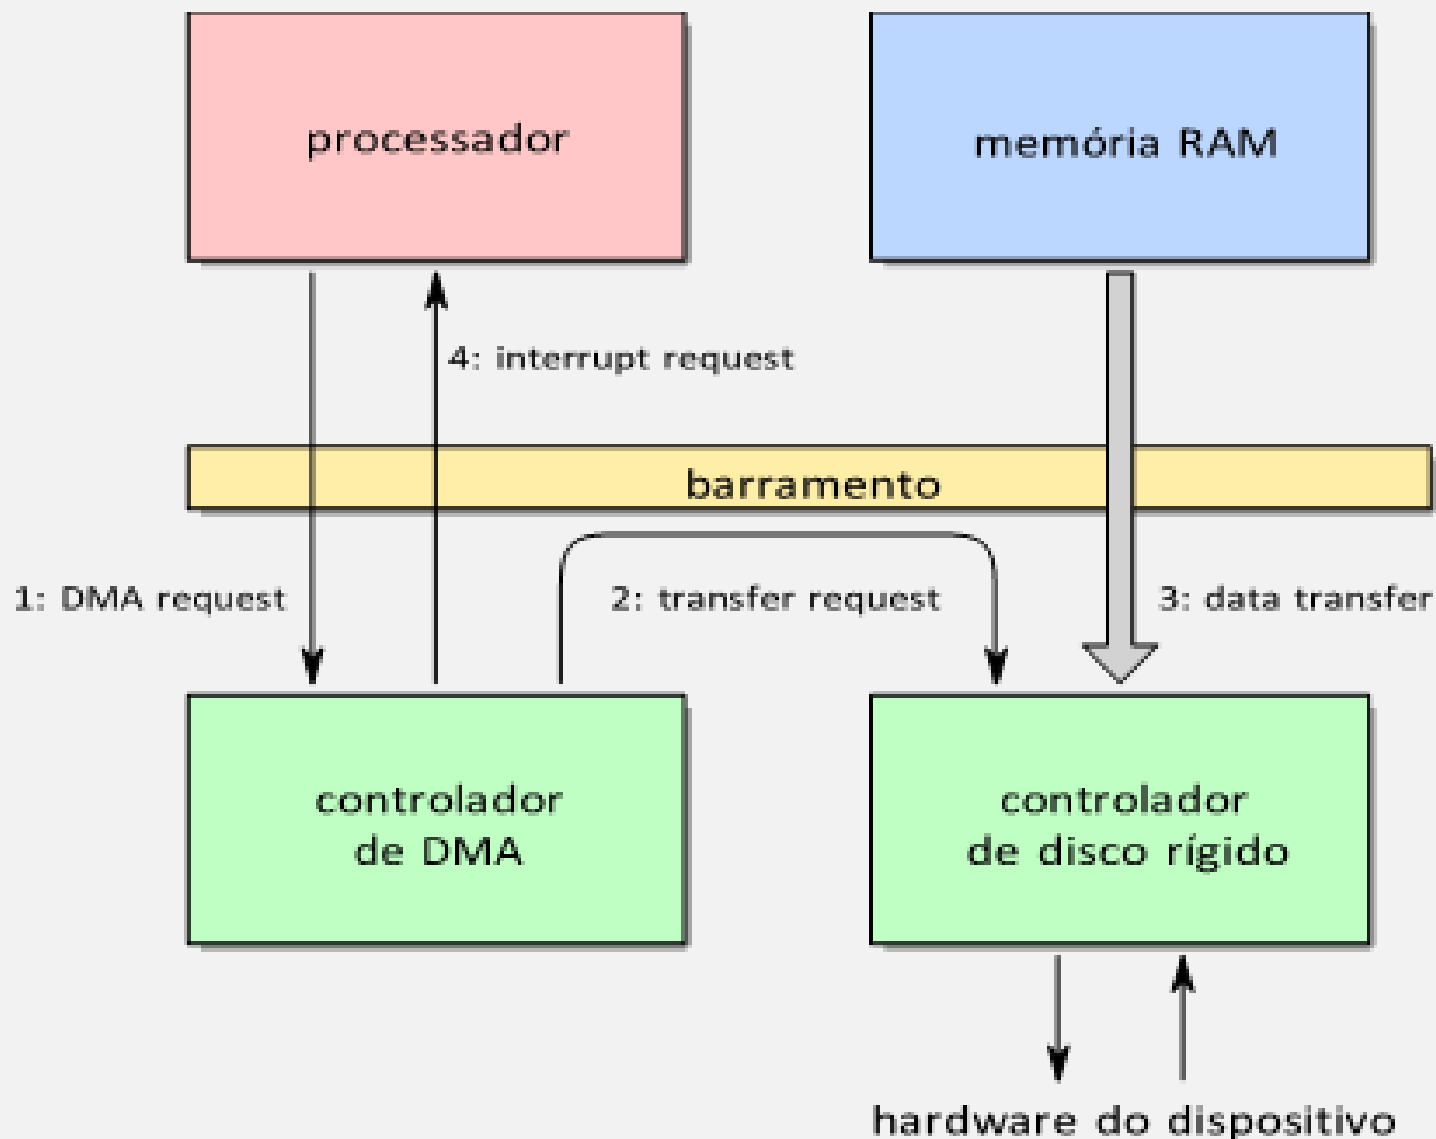 processador
memória RAM
4: interrupt request
barramento
1: DMA request
2: transfer request
3: data transfer
controlador
de DMA
controlador
de disco rígido
hardware do dispositivo